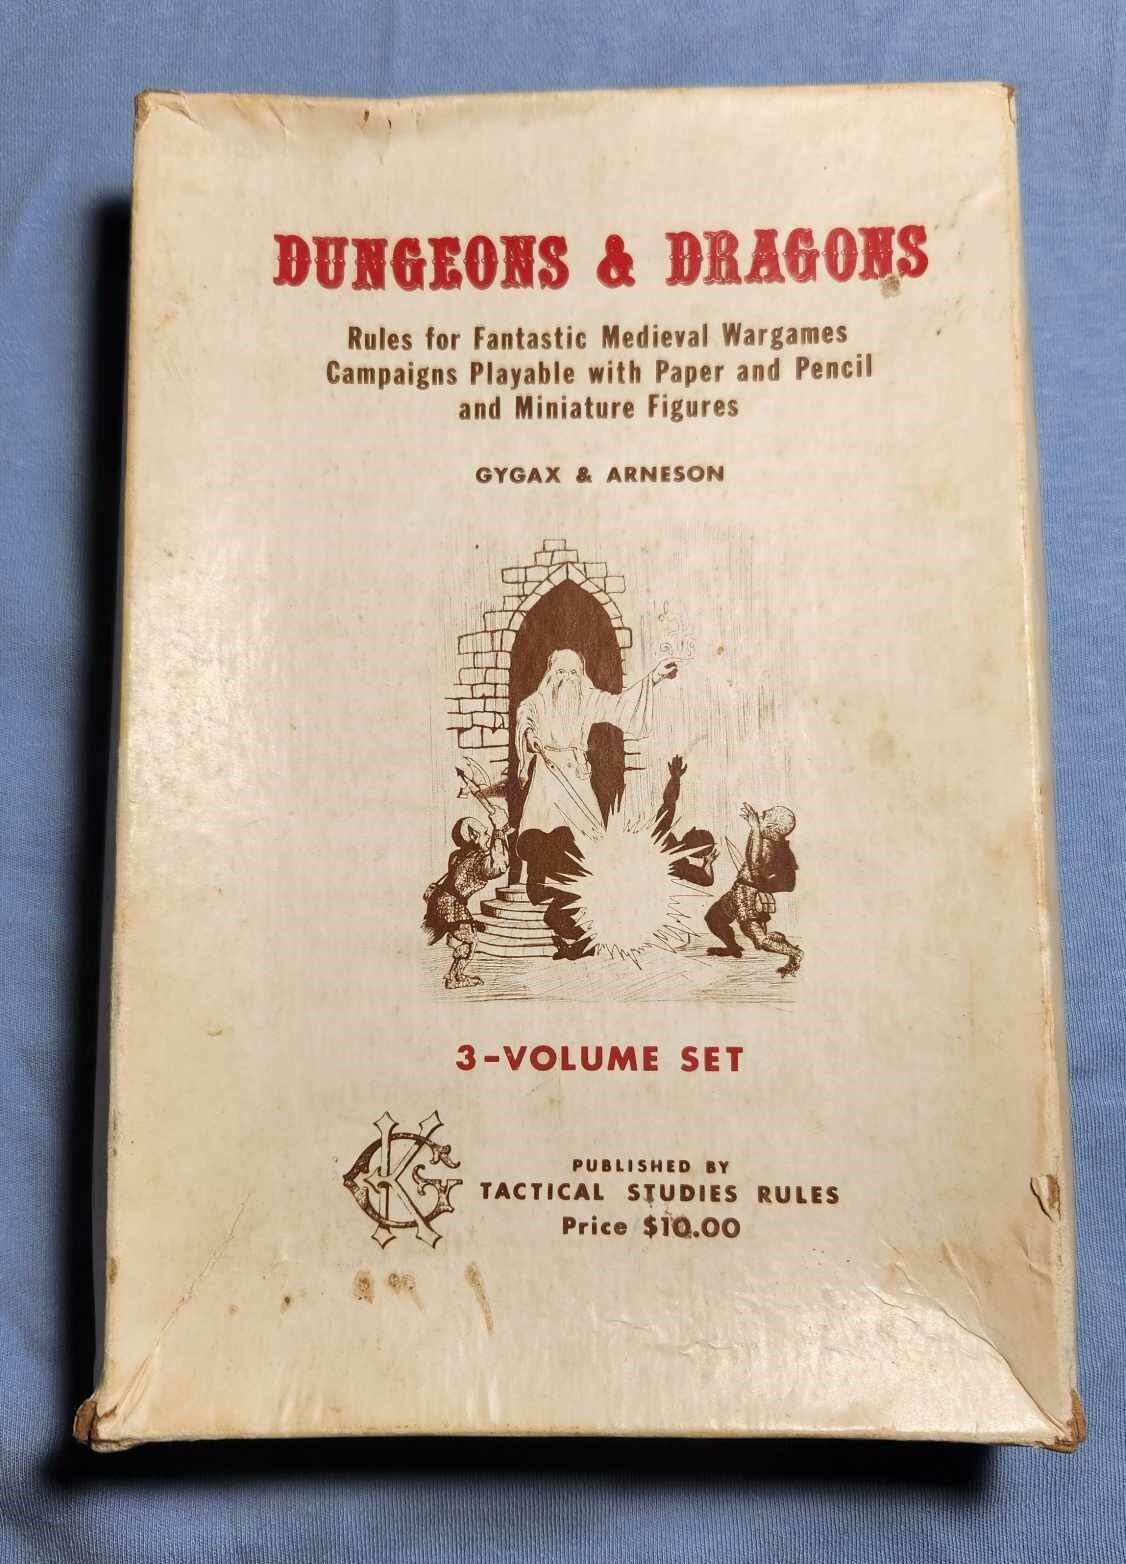 DUNGEONS & DRAGONS
Rules for Fantastic Medieval Wargames
Campaigns Playable with Paper and Pencil
and Miniature Figures
GYGAX & ARNESON
3-VOLUME SET
GK
PUBLISHED BY
TACTICAL STUDIES RULES
Price $10.00